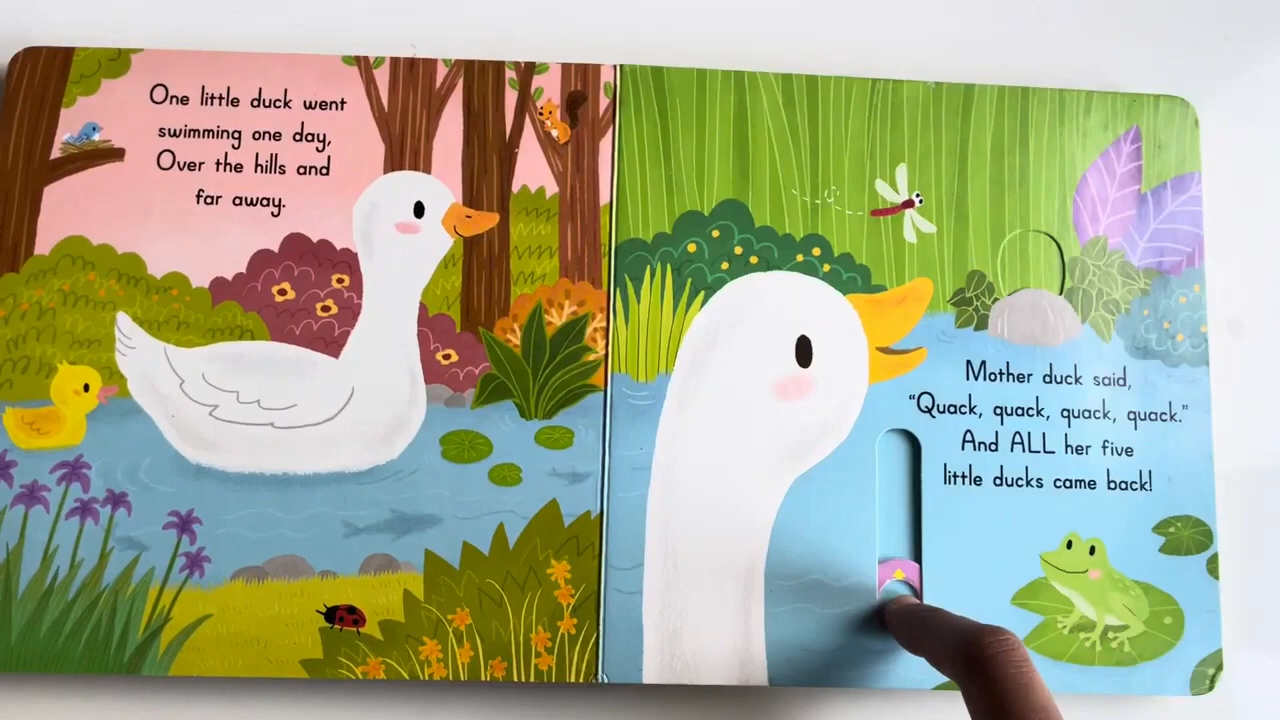 One little duck went
swimming one day,
Over the hills and
far away.
Mother duck said,
“Quack, quack, quack, quack.”
And ALL her five
little ducks came back!